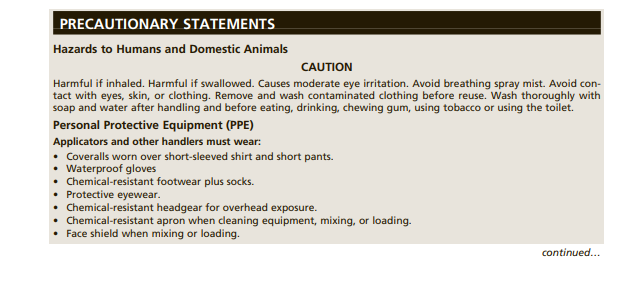 PRECAUTIONARY STATEMENTS
Hazards to Humans and Domestic Animals
CAUTION
Harmful if inhaled. Harmful if swallowed. Causes moderate eye irritation. Avoid breathing spray mist. Avoid con-
tact with eyes, skin, or clothing. Remove and wash contaminated clothing before reuse. Wash thoroughly with
soap and water after handling and before eating, drinking, chewing gum, using tobacco or using the toilet.
Personal Protective Equipment (PPE)
Applicators and other handlers must wear:
• Coveralls worn over short-sleeved shirt and short pants.
• Waterproof gloves
• Chemical-resistant footwear plus socks.
• Protective eyewear.
• Chemical-resistant headgear for overhead exposure.
• Chemical-resistant apron when cleaning equipment, mixing, or loading.
• Face shield when mixing or loading.
continued...